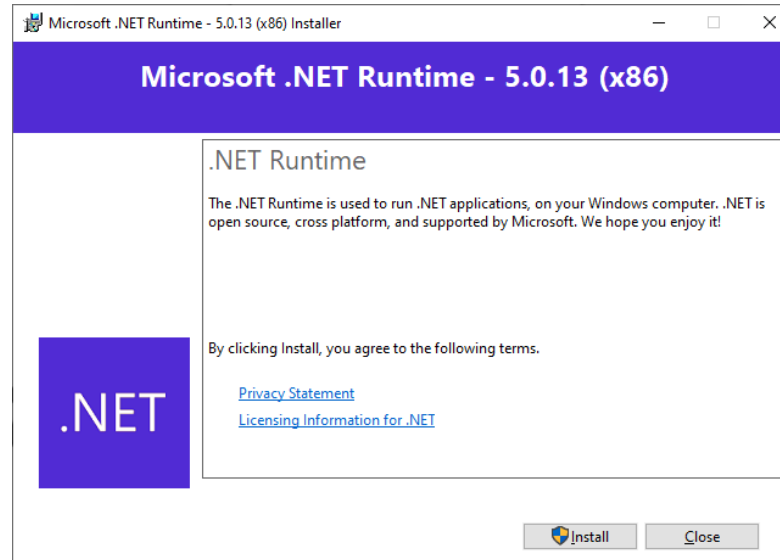 Microsoft .NET Runtime - 5.0.13 (x86) Installer
Microsoft .NET Runtime - 5.0.13 (x86)
.NET Runtime
The .NET Runtime is used to run .NET applications, on your Windows computer. .NET is
open source, cross platform, and supported by Microsoft. We hope you enjoy it!
By clicking Install, you agree to the following terms.
Privacy Statement
Licensing Information for .NET
.NET
Install
Close